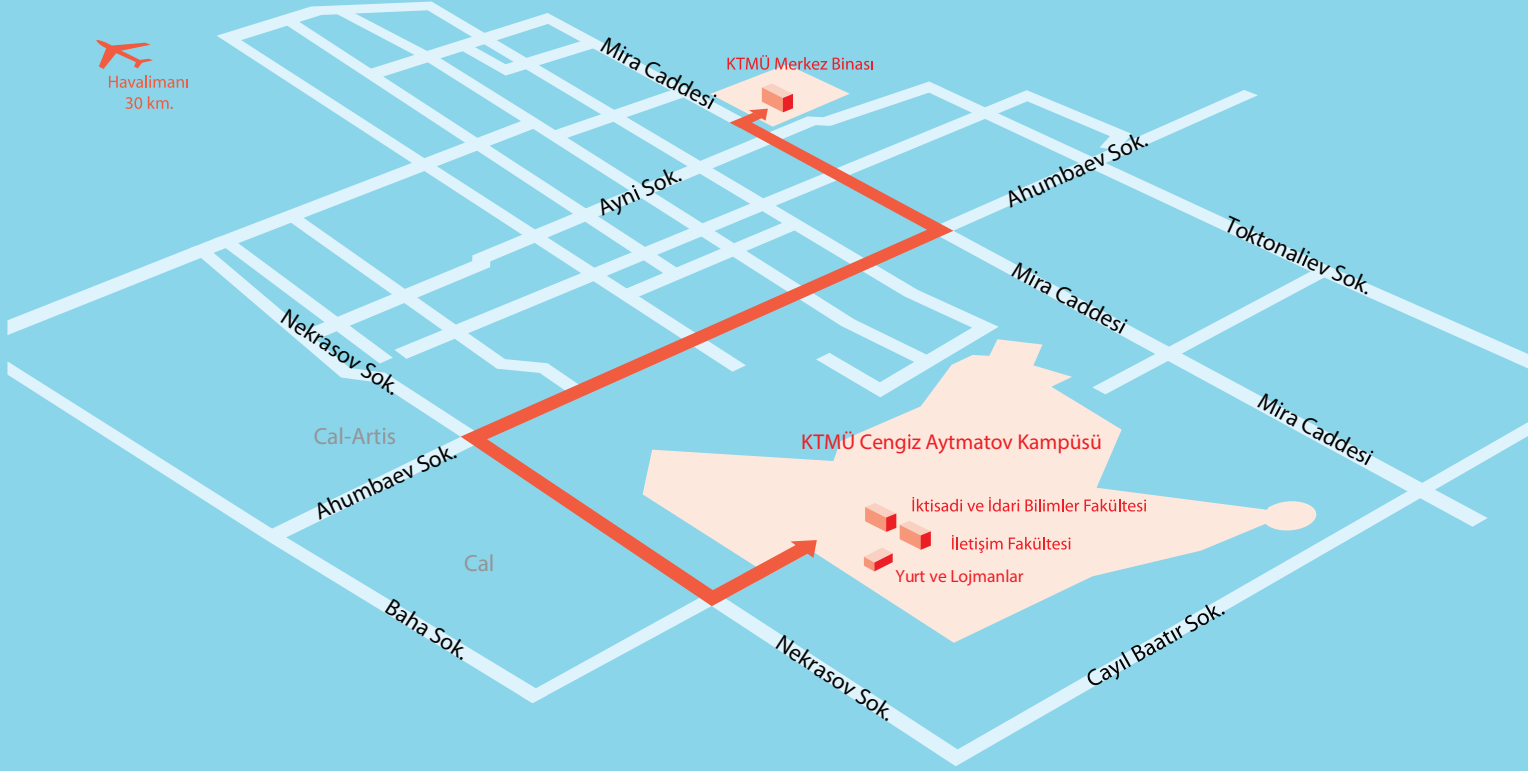 Havalimanı
30 km.
Mira Caddesi
KTMÜ Merkez Binası
Ayni Sok.
Ahumbaev Sok.
Toktonaliev Sok.
Mira Caddesi
Nekrasov Sok.
Cal-Artis
Ahumbaev Sok.
Mira Caddesi
KTMÜ Cengiz Aytmatov Kampüsü
İktisadi ve İdari Bilimler Fakültesi
İletişim Fakültesi
Yurt ve Lojmanlar
Cal
Baha Sok.
Nekrasov Sok.
Cayıl Baatır Sok.